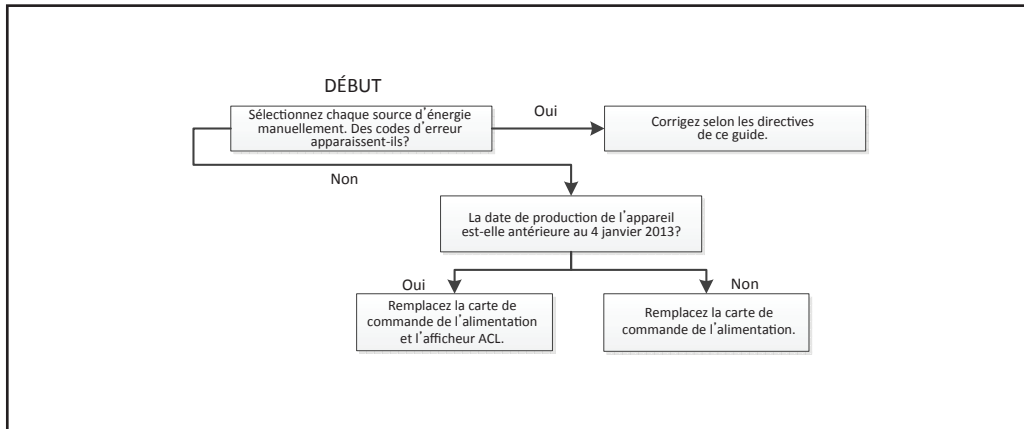 DÉBUT
Sélectionnez chaque source d'énergie
manuellement. Des codes d'erreur
apparaissent-ils?
Oui
Corrigez selon les directives
de ce guide.
Non
La date de production de l'appareil
est-elle antérieure au 4 janvier 2013?
Oui
Non
Remplacez la carte de
commande de l'alimentation
et l'afficheur ACL.
Remplacez la carte de
commande de l'alimentation.